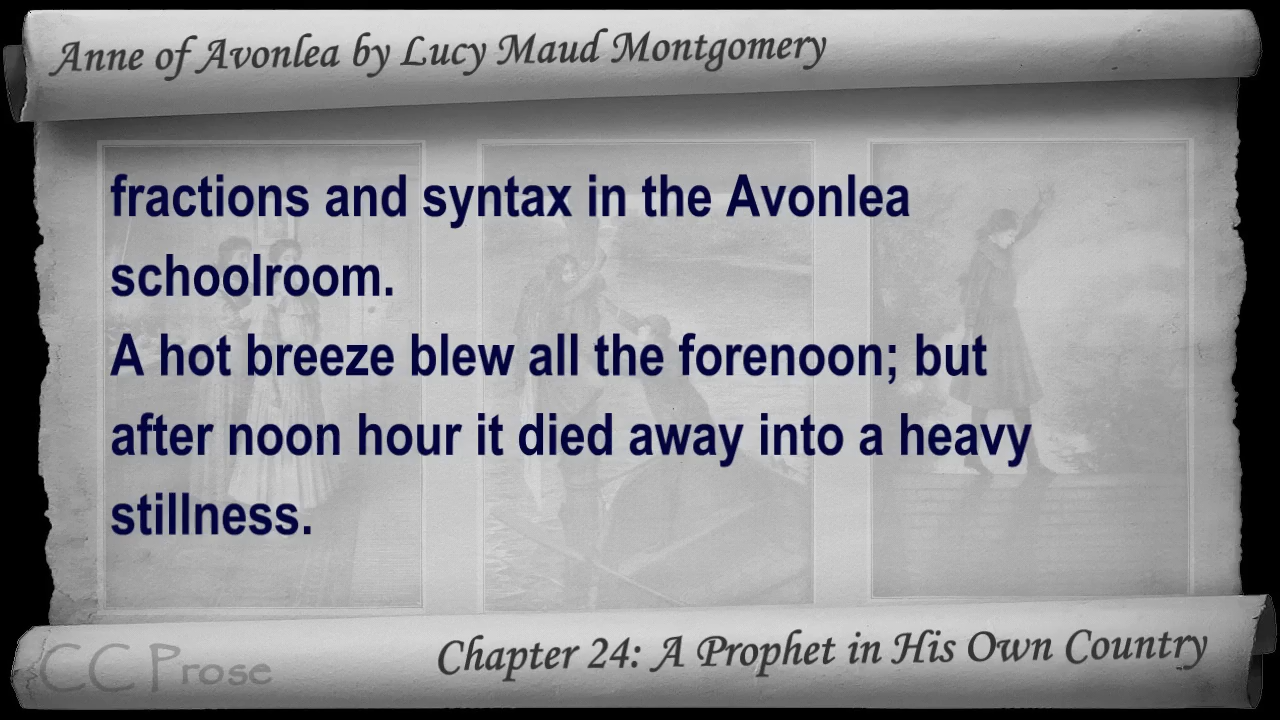 Anne of Avonlea by Lucy Maud Montgomery
fractions and syntax in the Avonlea
schoolroom.
A hot breeze blew all the forenoon; but
after noon hour it died away into a heavy
stillness.
Chapter 24: A Prophet in His Own Country
CC Prose